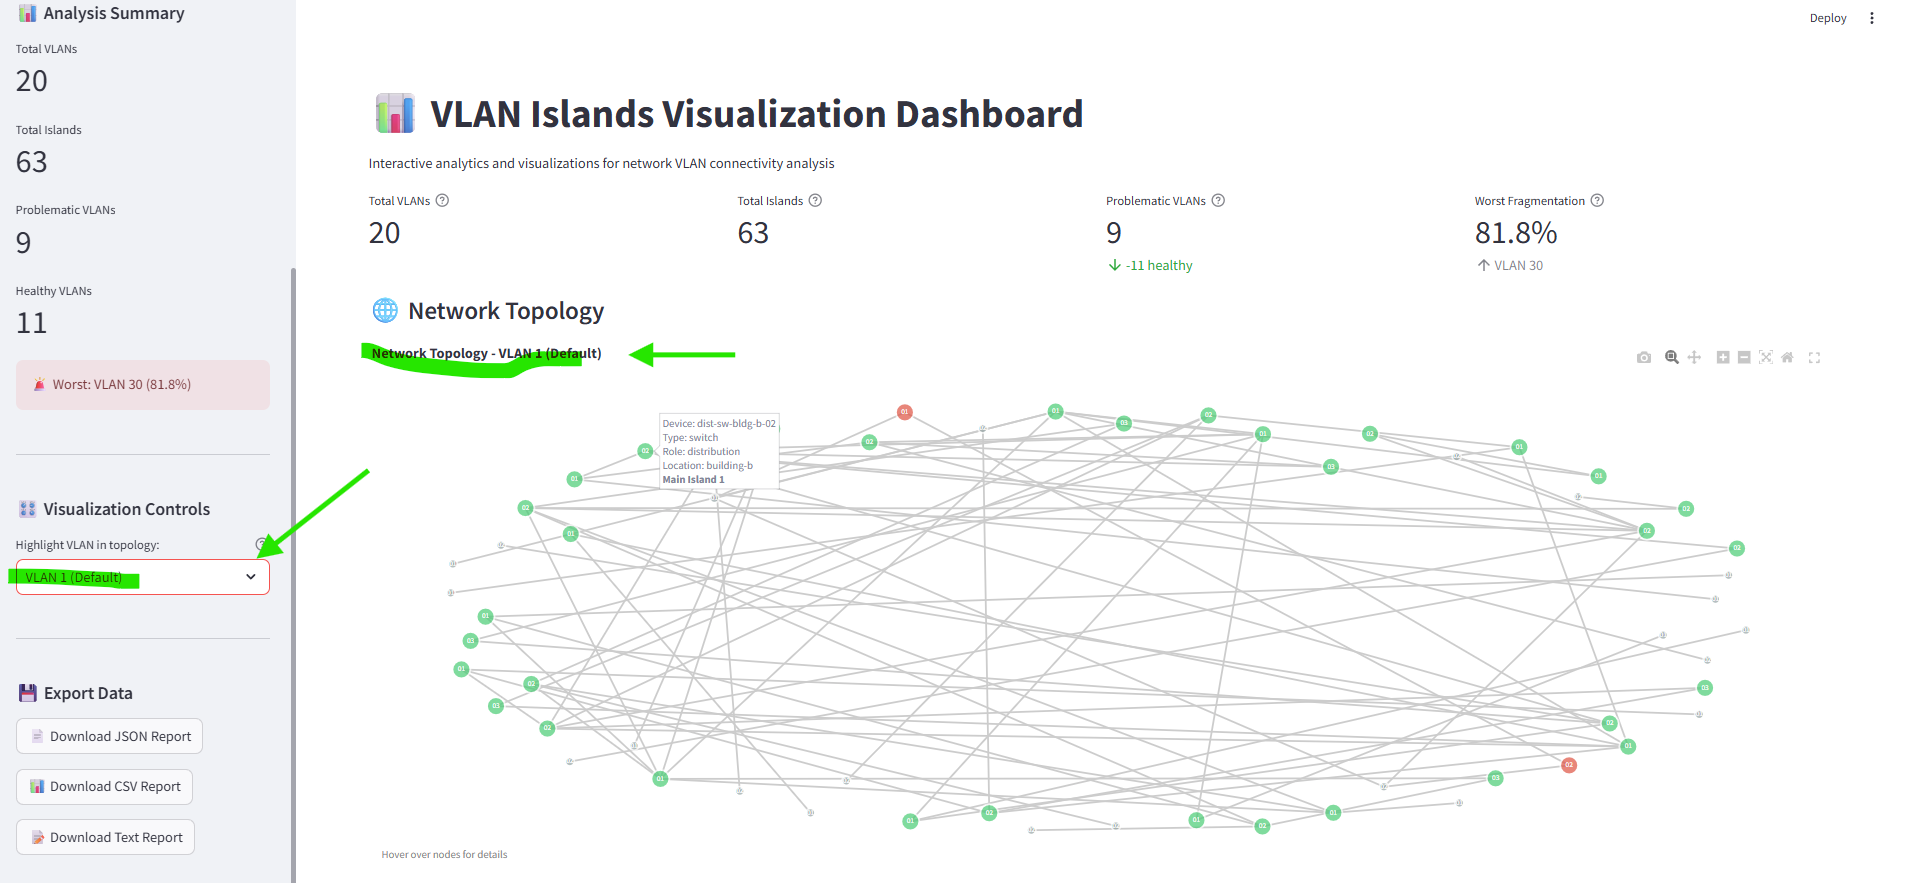 Analysis Summary
Total VLANs
20
Total Islands
63
Problematic VLANs
9
Healthy VLANs
11
Worst: VLAN 30 (81.8%)
Visualization Controls
Highlight VLAN in topology:
VLAN 1 (Default)
Export Data
Download JSON Report
Download CSV Report
Download Text Report
Deploy
VLAN Islands Visualization Dashboard
Interactive analytics and visualizations for network VLAN connectivity analysis
Total VLANs
20
Total Islands
63
Problematic VLANs
9
-11 healthy
Worst Fragmentation
81.8%
VLAN 30
Network Topology
Network Topology - VLAN 1 (Default)
Device: dist-sw-bldg-b-02
Type: switch
Role: distribution
Location: building-b
Main Island 1
Hover over nodes for details